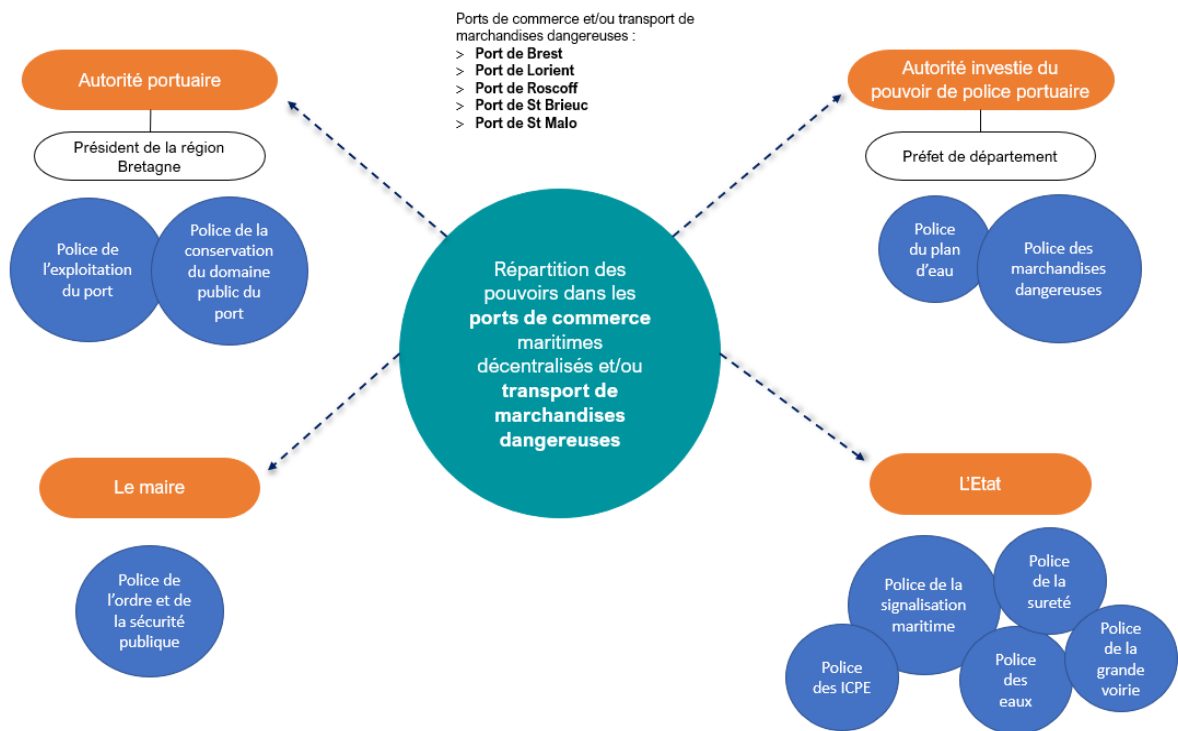 Ports de commerce et/ou transport de
marchandises dangereuses :
> Port de Brest
> Port de Lorient
> Port de Roscoff
> Port de St Brieuc
> Port de St Malo
Autorité portuaire
Président de la région
Bretagne
Police de
l'exploitation
du port
Police de la
conservation
du domaine
public du
port
Autorité investie du
pouvoir de police portuaire
Préfet de département
Police
du plan
d'eau
Police des
marchandises
dangereuses
Répartition des
pouvoirs dans les
ports de commerce
maritimes
décentralisés et/ou
transport de
marchandises
dangereuses
Le maire
Police de
l'ordre et de
la sécurité
publique
L'Etat
Police de la
signalisation
maritime
Police
de la
sureté
Police
des ICPE
Police
des
eaux
Police
de la
grande
voirie